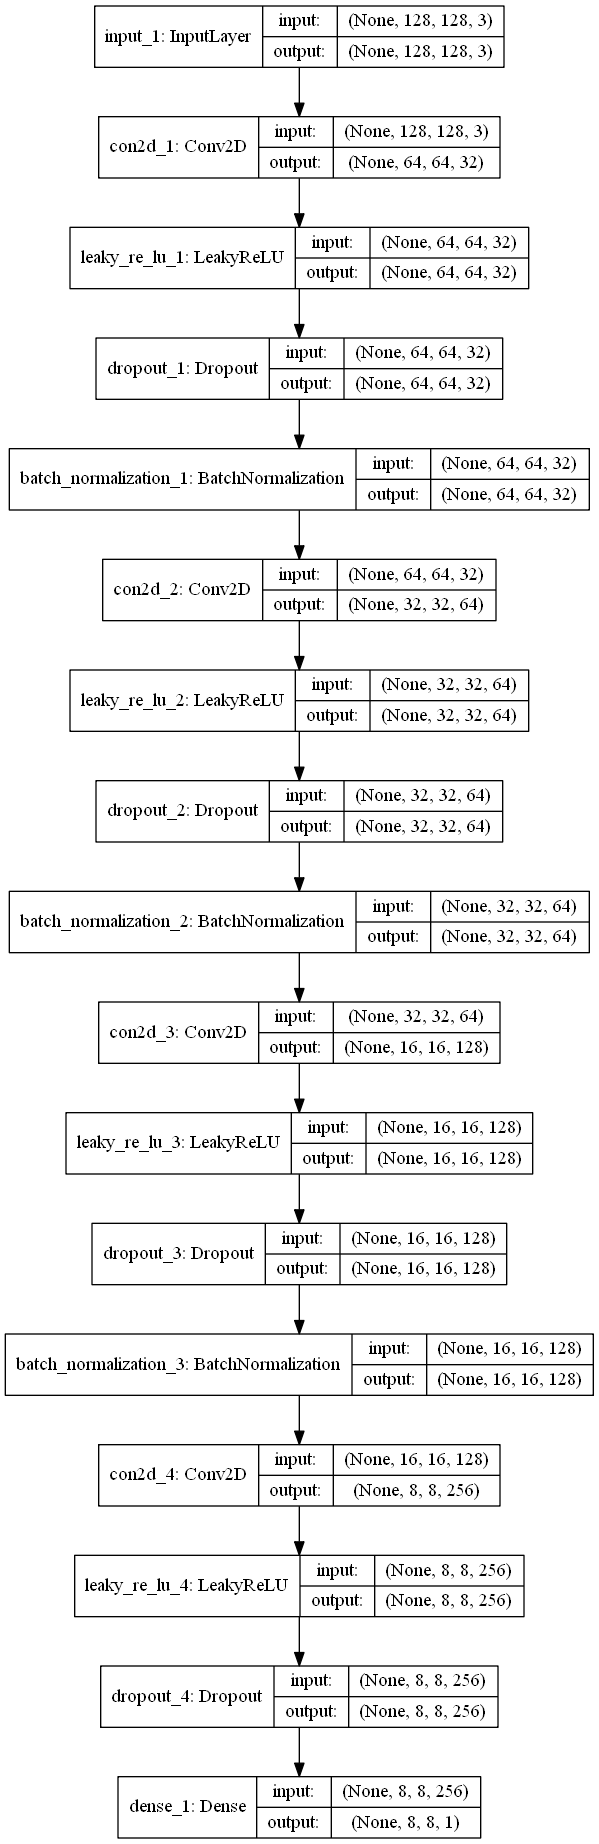 input_1: InputLayer
input: (None, 128, 128, 3)
output: (None, 128, 128, 3)
con2d_1: Conv2D
input: (None, 128, 128, 3)
output: (None, 64, 64, 32)
leaky_re_lu_1: LeakyReLU
input: (None, 64, 64, 32)
output: (None, 64, 64, 32)
dropout_1: Dropout
input: (None, 64, 64, 32)
output: (None, 64, 64, 32)
batch_normalization_1: BatchNormalization
input: (None, 64, 64, 32)
output: (None, 64, 64, 32)
con2d_2: Conv2D
input: (None, 64, 64, 32)
output: (None, 32, 32, 64)
leaky_re_lu_2: LeakyReLU
input: (None, 32, 32, 64)
output: (None, 32, 32, 64)
dropout_2: Dropout
input: (None, 32, 32, 64)
output: (None, 32, 32, 64)
batch_normalization_2: BatchNormalization
input: (None, 32, 32, 64)
output: (None, 32, 32, 64)
con2d_3: Conv2D
input: (None, 32, 32, 64)
output: (None, 16, 16, 128)
leaky_re_lu_3: LeakyReLU
input: (None, 16, 16, 128)
output: (None, 16, 16, 128)
dropout_3: Dropout
input: (None, 16, 16, 128)
output: (None, 16, 16, 128)
batch_normalization_3: BatchNormalization
input: (None, 16, 16, 128)
output: (None, 16, 16, 128)
con2d_4: Conv2D
input: (None, 16, 16, 128)
output: (None, 8, 8, 256)
leaky_re_lu_4: LeakyReLU
input: (None, 8, 8, 256)
output: (None, 8, 8, 256)
dropout_4: Dropout
input: (None, 8, 8, 256)
output: (None, 8, 8, 256)
dense_1: Dense
input: (None, 8, 8, 256)
output: (None, 8, 8, 1)